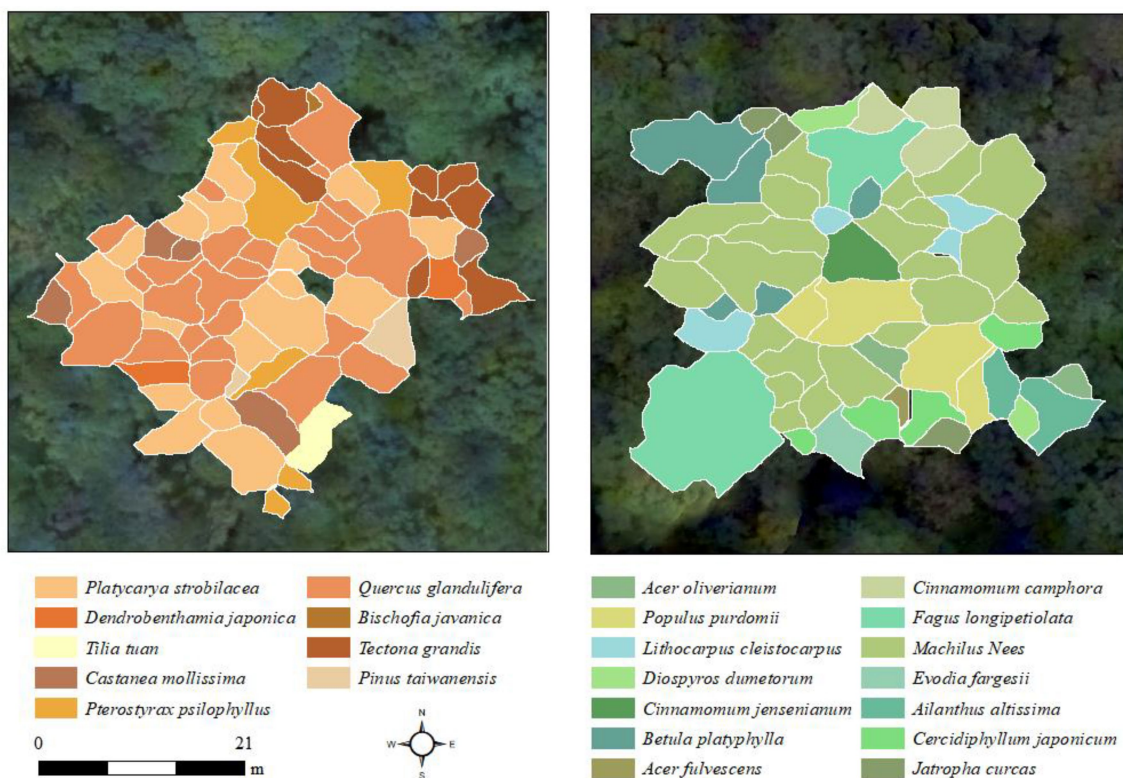 Platycarya strobilacea
Quercus glandulifera
Dendrobenthamia japonica
Bischofia javanica
Tilia tuan
Tectona grandis
Castanea mollissima
Pinus taiwanensis
Pterostyrax psilophyllus
0 21
m
N
W E
S
Acer oliverianum
Cinnamomum camphora
Populus purdomii
Fagus longipetiolata
Lithocarpus cleistocarpus
Machilus Nees
Diospyros dumetorum
Evodia fargesii
Cinnamomum jensenianum
Ailanthus altissima
Betula platyphylla
Cercidiphyllum japonicum
Acer fulvescens
Jatropha curcas